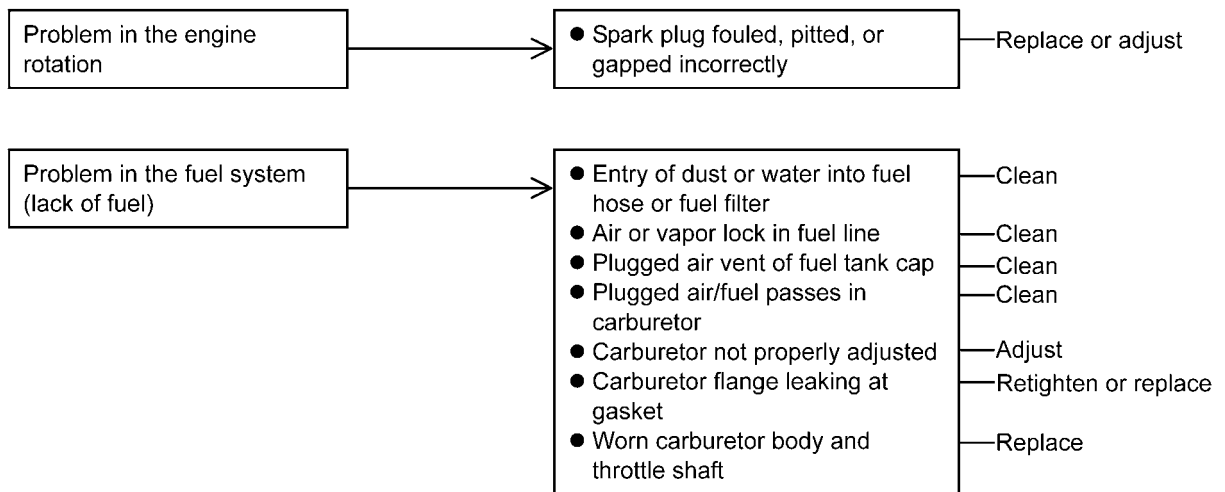 Problem in the engine
rotation
● Spark plug fouled, pitted, or
gapped incorrectly
Replace or adjust
Problem in the fuel system
(lack of fuel)
● Entry of dust or water into fuel
hose or fuel filter
Clean
● Air or vapor lock in fuel line
Clean
● Plugged air vent of fuel tank cap
Clean
● Plugged air/fuel passes in
carburetor
Clean
● Carburetor not properly adjusted
Adjust
● Carburetor flange leaking at
gasket
Retighten or replace
● Worn carburetor body and
throttle shaft
Replace